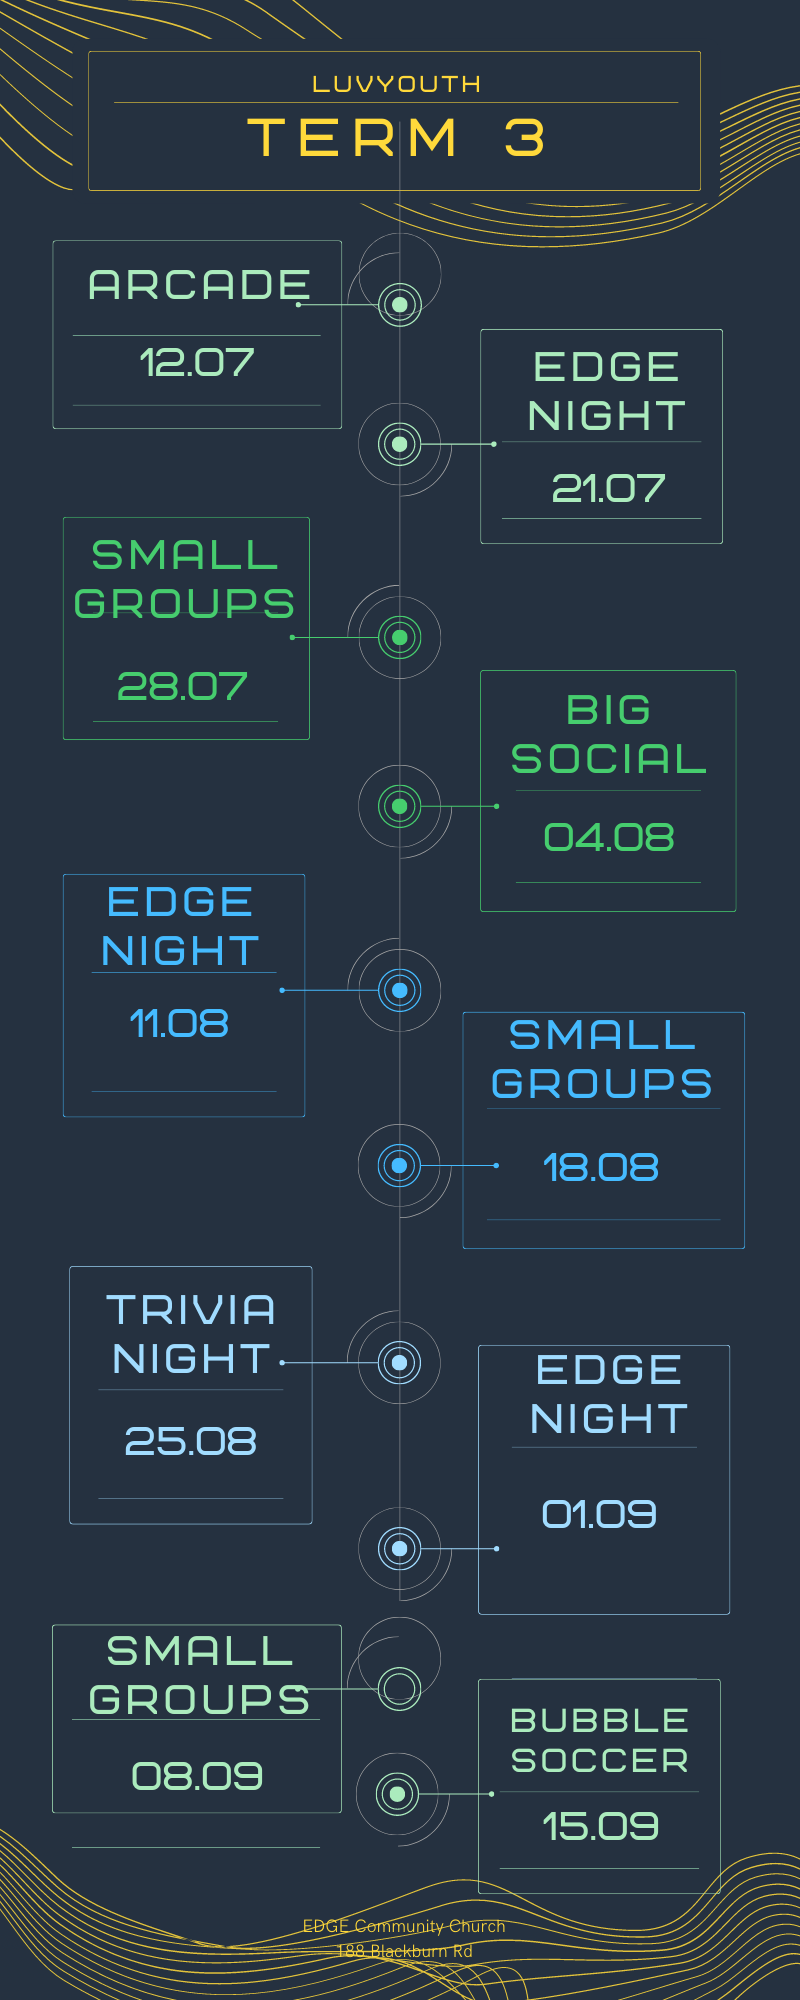 LUVYOUTH
TERM 3
ARCADE
12.07
EDGE
NIGHT
21.07
SMALL
GROUPS
28.07
BIG
SOCIAL
04.08
EDGE
NIGHT
11.08
SMALL
GROUPS
18.08
TRIVIA
NIGHT
25.08
EDGE
NIGHT
01.09
SMALL
GROUPS
08.09
BUBBLE
SOCCER
15.09
EDGE Community Church
188 Blackburn Rd